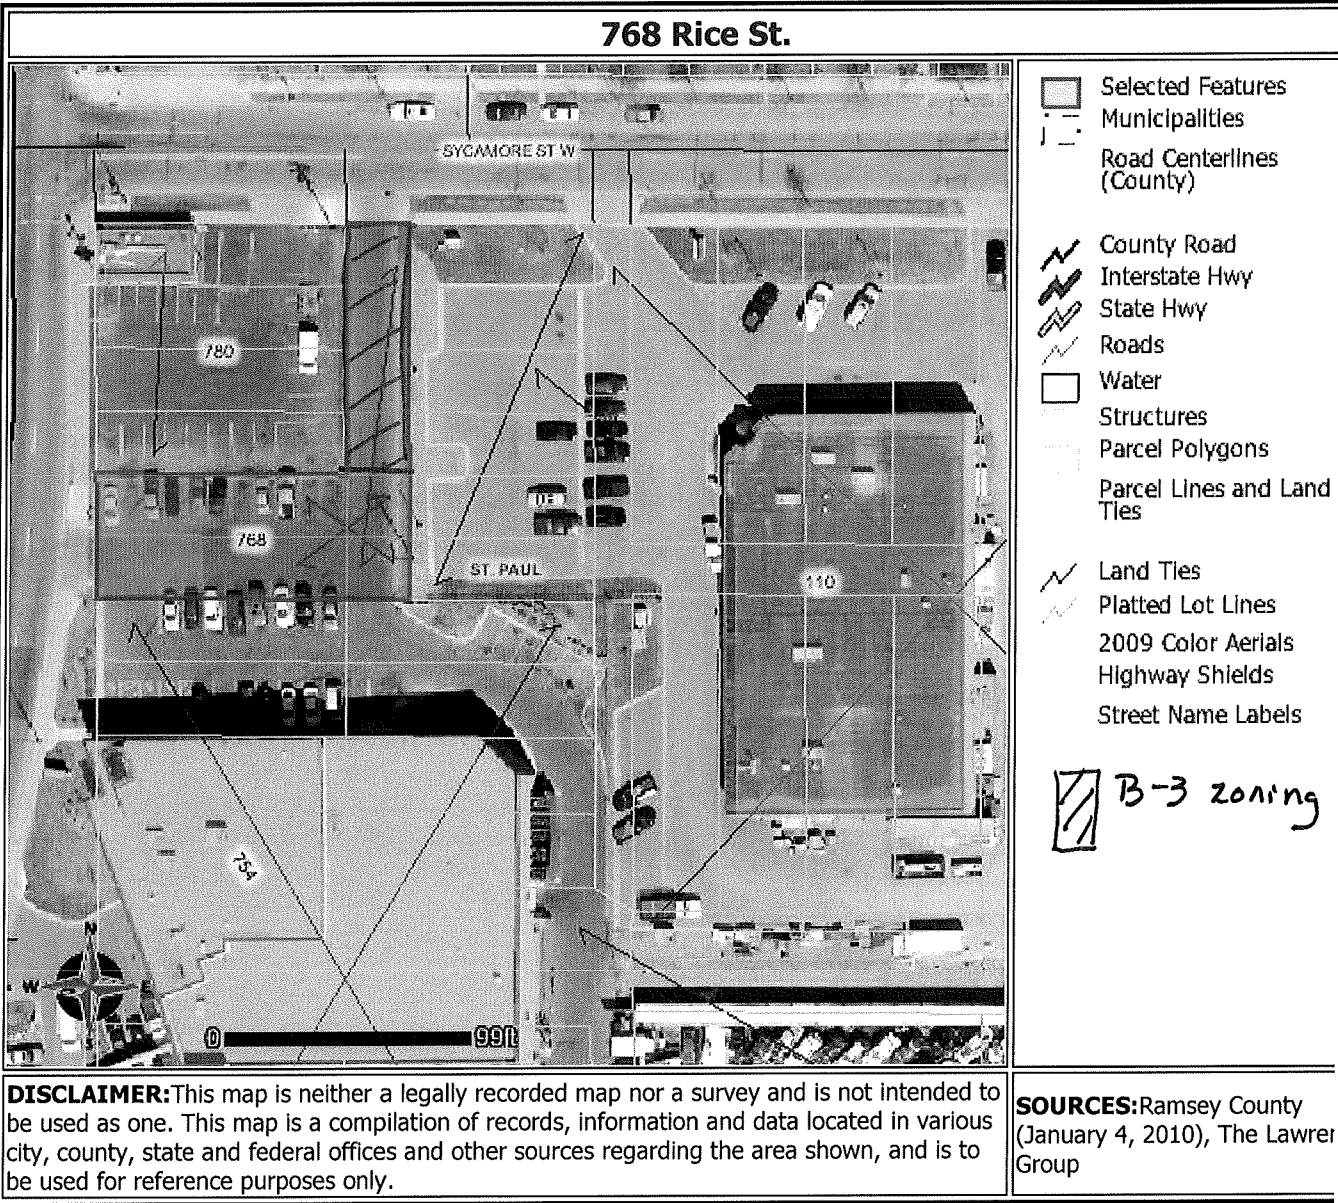 768 Rice St.
SYCAMORE ST W
780
768
ST. PAUL
110
754
N
W
E
S
0
99ft
Selected Features
Municipalities
Road Centerlines
(County)
County Road
Interstate Hwy
State Hwy
Roads
Water
Structures
Parcel Polygons
Parcel Lines and Land
Ties
Land Ties
Platted Lot Lines
2009 Color Aerials
Highway Shields
Street Name Labels
B-3 zoning
DISCLAIMER:This map is neither a legally recorded map nor a survey and is not intended to
be used as one. This map is a compilation of records, information and data located in various
city, county, state and federal offices and other sources regarding the area shown, and is to
be used for reference purposes only.
SOURCES:Ramsey County
(January 4, 2010), The Lawren
Group